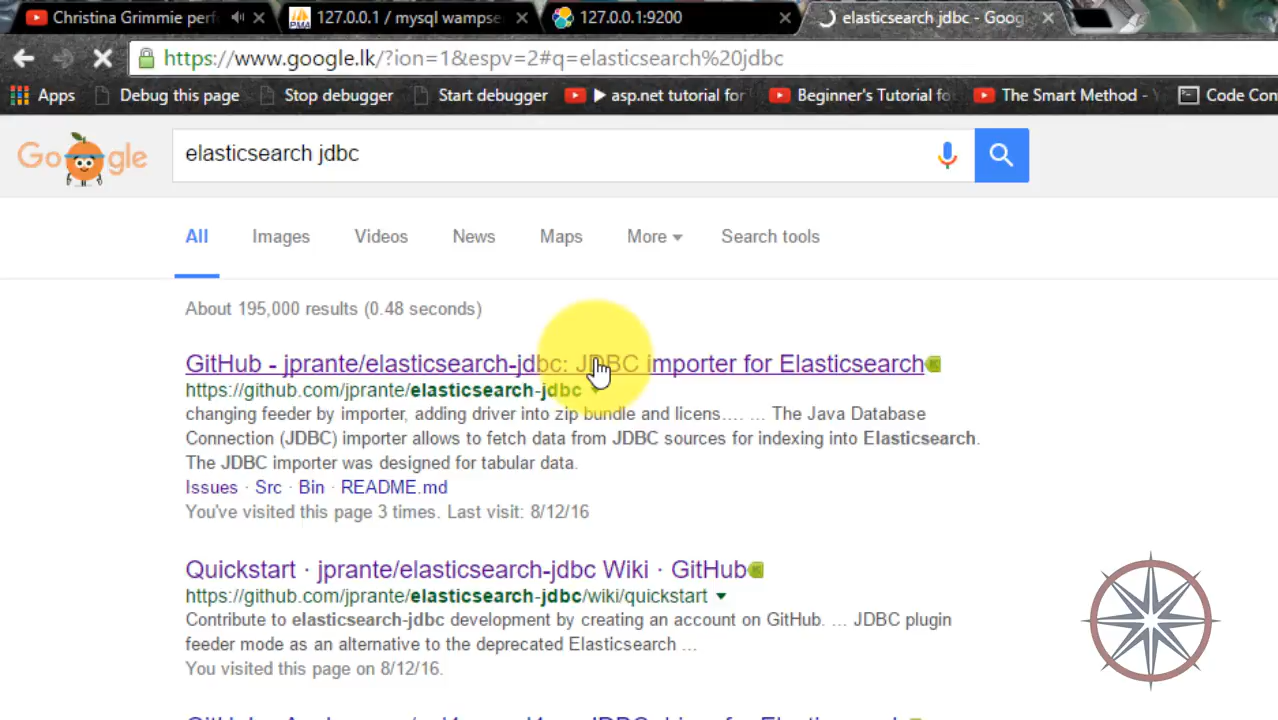 Christina Grimmie perf
127.0.0.1 / mysql wampse
127.0.0.1:9200
elasticsearch jdbc - Goog
https://www.google.lk/?ion=1&espv=2#q=elasticsearch%20jdbc
Apps
Debug this page
Stop debugger
Start debugger
▶ asp.net tutorial for
Beginner's Tutorial fo
The Smart Method - Y
Code Con
Go gle
elasticsearch jdbc
All
Images
Videos
News
Maps
More
Search tools
About 195,000 results (0.48 seconds)
GitHub - jprante/elasticsearch-jdbc: JDBC importer for Elasticsearch
https://github.com/jprante/elasticsearch-jdbc
changing feeder by importer, adding driver into zip bundle and licens.... ... The Java Database
Connection (JDBC) importer allows to fetch data from JDBC sources for indexing into Elasticsearch.
The JDBC importer was designed for tabular data.
Issues · Src · Bin · README.md
You've visited this page 3 times. Last visit: 8/12/16
Quickstart · jprante/elasticsearch-jdbc Wiki · GitHub
https://github.com/jprante/elasticsearch-jdbc/wiki/quickstart
Contribute to elasticsearch-jdbc development by creating an account on GitHub. ... JDBC plugin
feeder mode as an alternative to the deprecated Elasticsearch ...
You visited this page on 8/12/16.